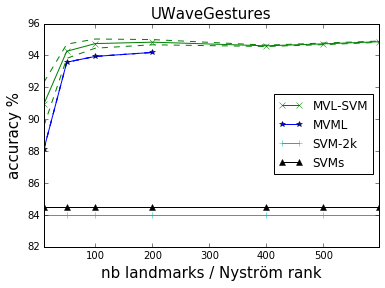 UWaveGestures
accuracy %
96
94
92
90
88
86
84
82
MVL-SVM
MVML
SVM-2k
SVMs
100 200 300 400 500
nb landmarks / Nyström rank